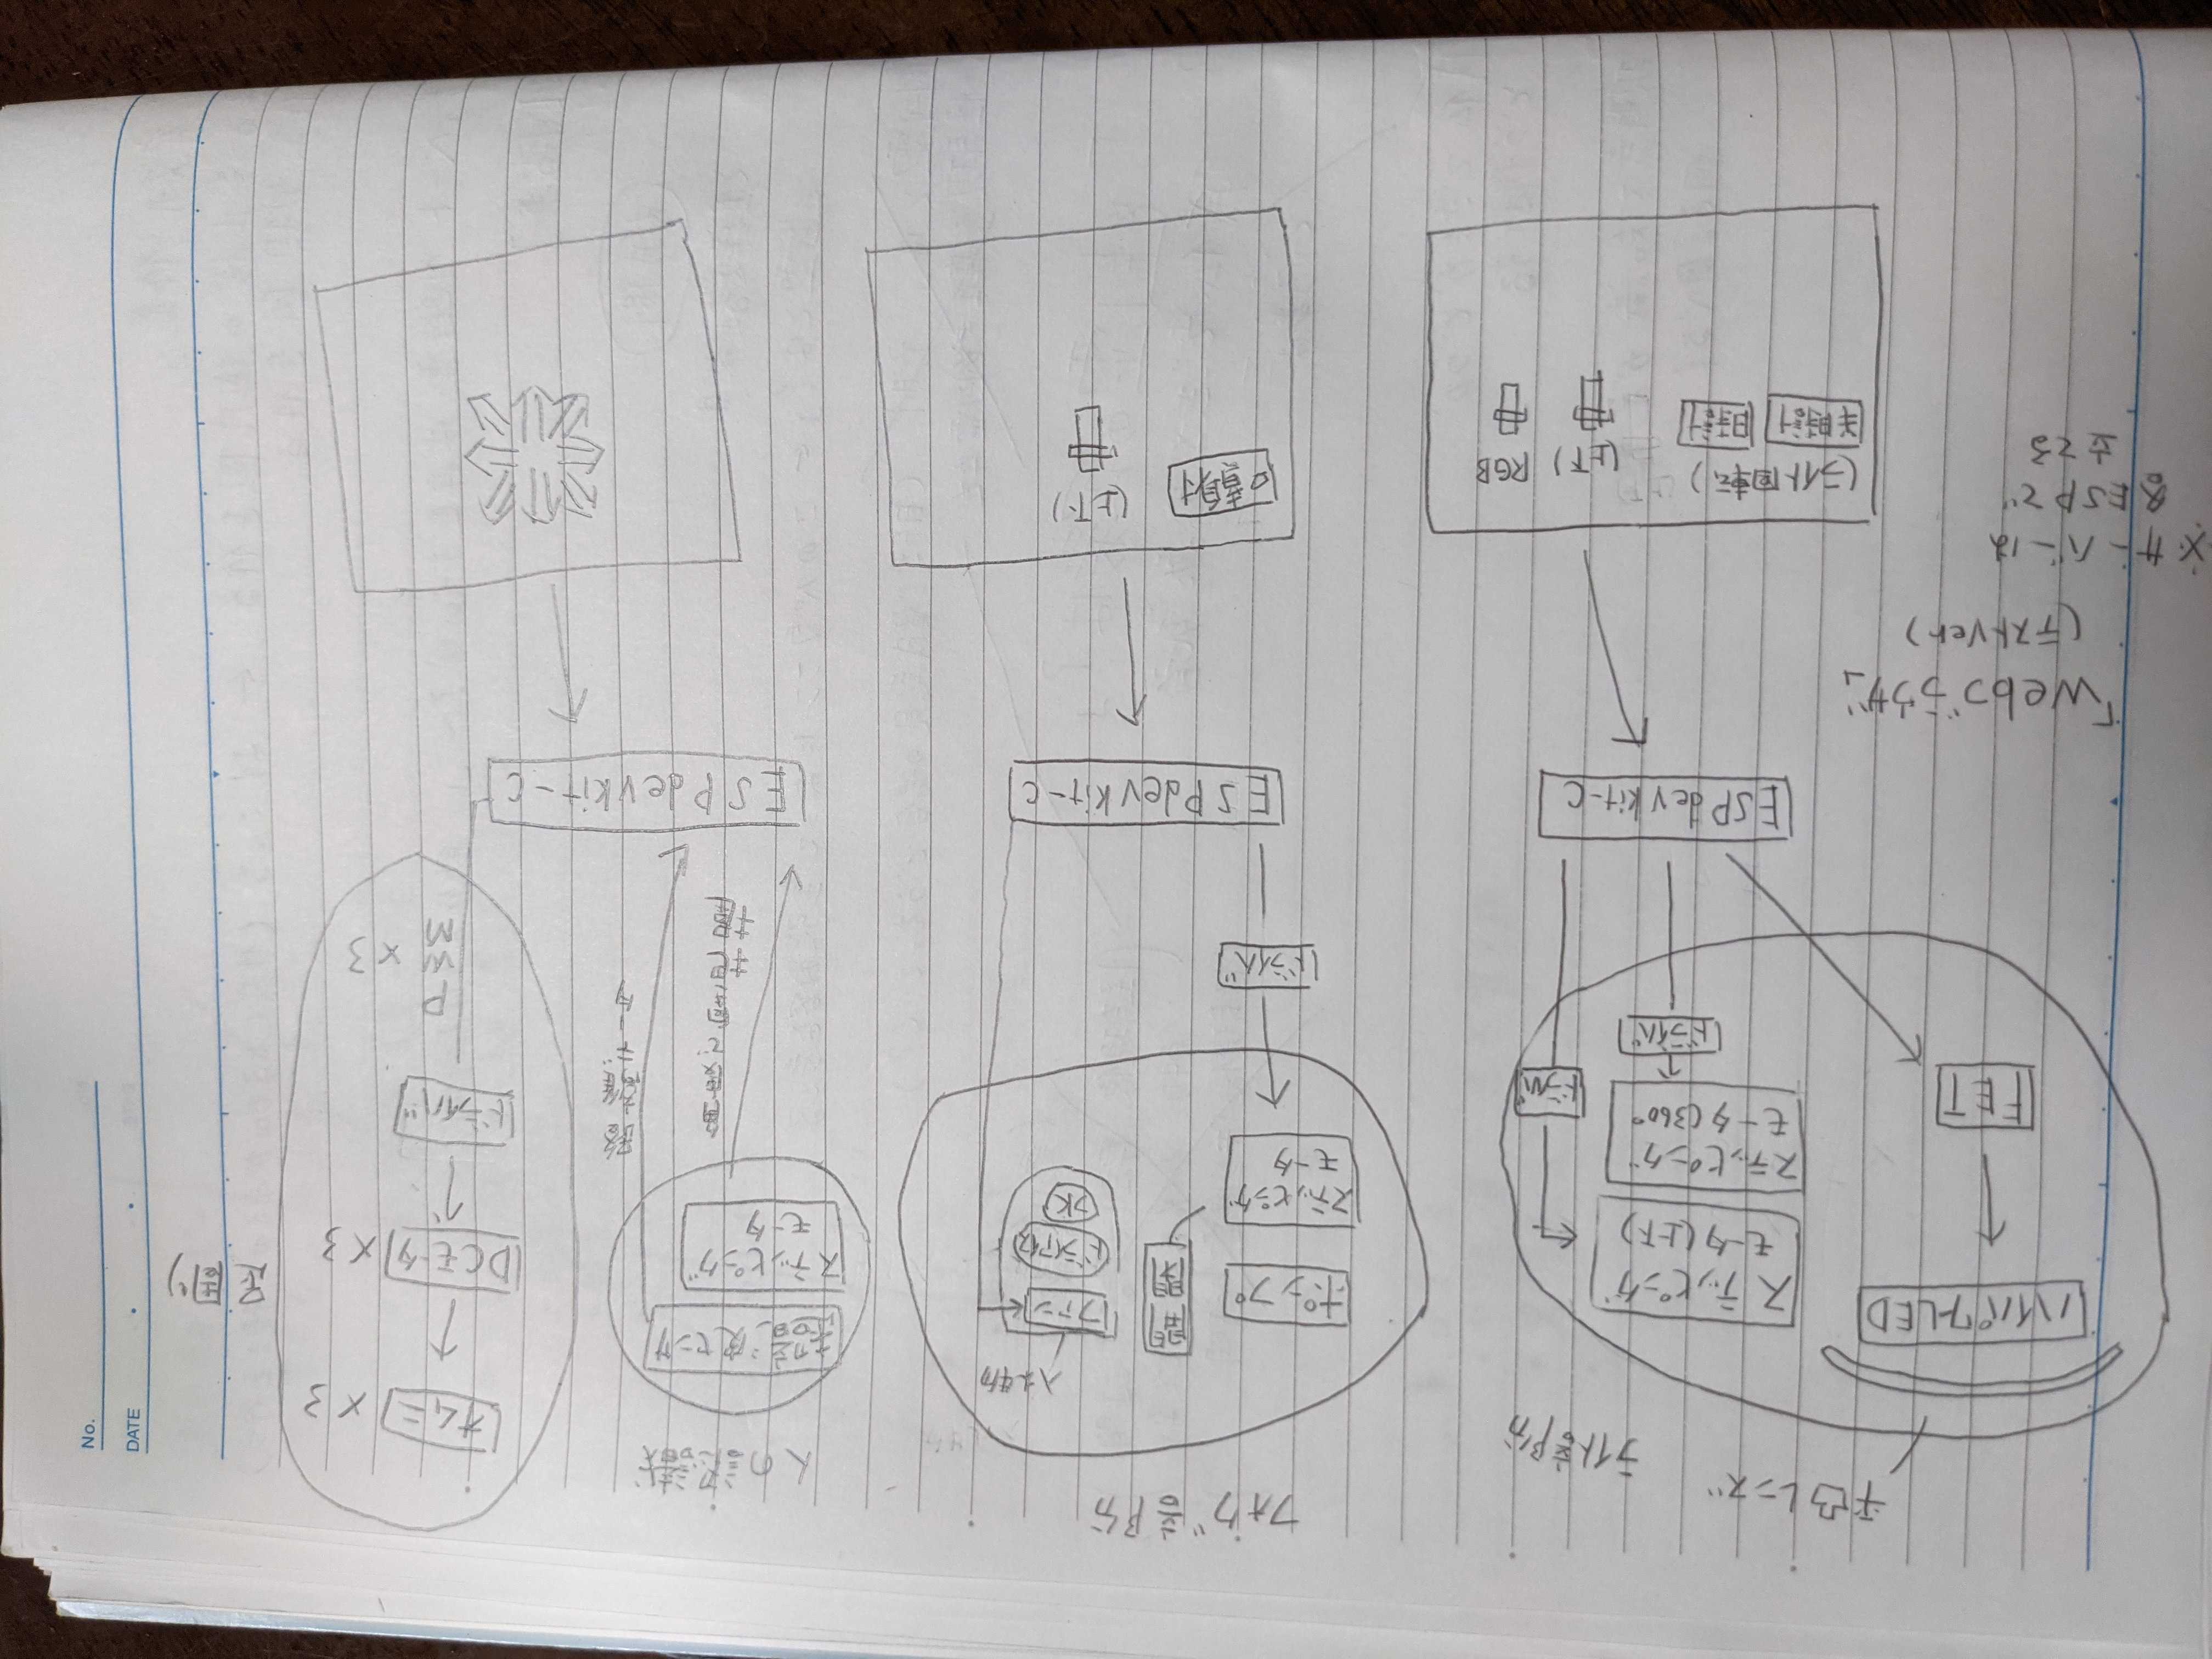 平凸レンズ
ライト部分
ハイパワーLED
ステッピング
モータ(上下)
ステッピング
モータ(360°
FET
ドライバ
ドライバ
ESPdevkit-C
フォグ部分
入れ物
ポンプ
開
閉
ファン
ドライアイス
水
ステッピング
モータ
ドライバ
ESPdevkit-C
人の認識
超音波センサ
ステッピング
モータ
角度で向き把握
距離データ
ESPdevkit-C
足周り
オムニ ×3
DCモータ ×3
ドライバ
PWM ×3
「Webブラウザ」
(テストver)
※サーバーは
各ESPで
立てる
(ライト回転)
半時計 時計
(上下) RGB
噴射 (上下)
No.
DATE